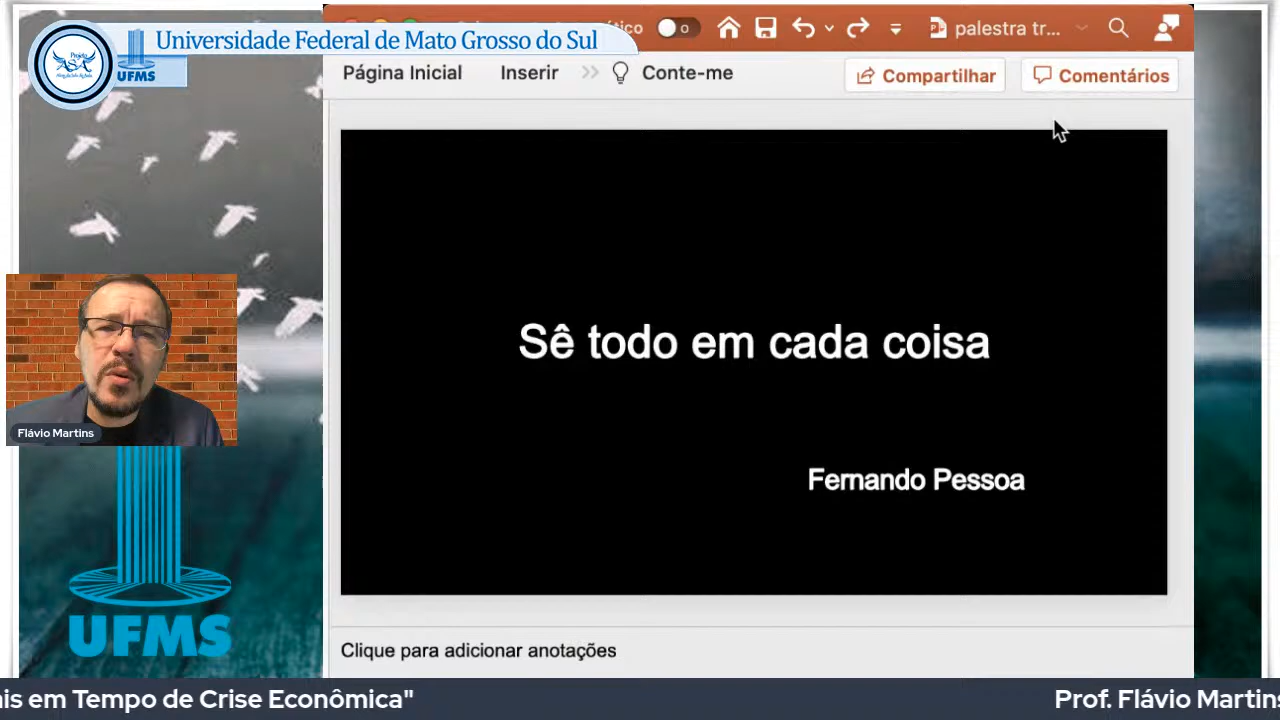 Universidade Federal de Mato Grosso do Sul
Projeto
UFMS
palestra tr...
Página Inicial
Inserir
Conte-me
Compartilhar
Comentários
Sê todo em cada coisa
Fernando Pessoa
Flávio Martins
UFMS
Clique para adicionar anotações
is em Tempo de Crise Econômica" Prof. Flávio Martins